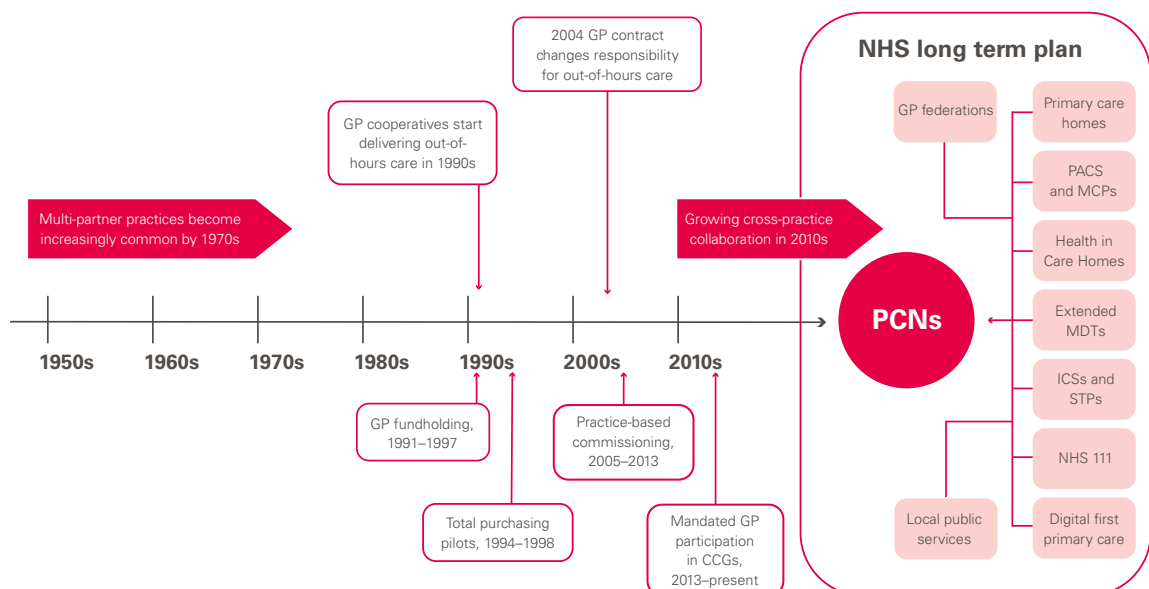 2004 GP contract
changes responsibility
for out-of-hours care
GP cooperatives start
delivering out-of-
hours care in 1990s
Multi-partner practices become
increasingly common by 1970s
Growing cross-practice
collaboration in 2010s
1950s
1960s
1970s
1980s
1990s
2000s
2010s
GP fundholding,
1991–1997
Total purchasing
pilots, 1994–1998
Practice-based
commissioning,
2005–2013
Mandated GP
participation
in CCGs,
2013–present
NHS long term plan
PCNs
GP federations
Local public
services
Primary care
homes
PACS
and MCPs
Health in
Care Homes
Extended
MDTs
ICSs and
STPs
NHS 111
Digital first
primary care